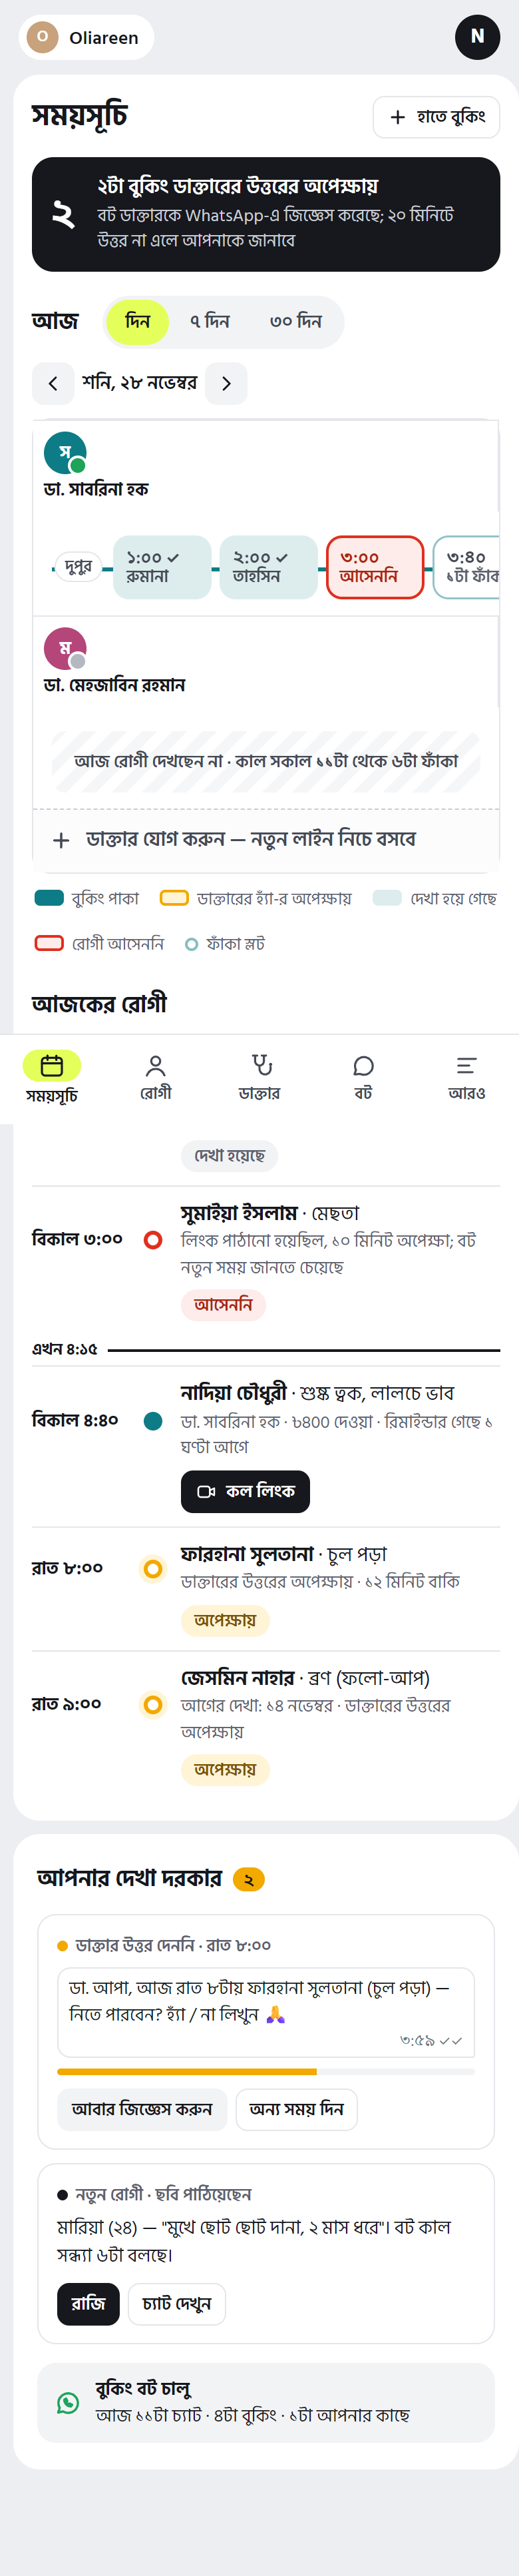 O Oliareen
N
সময়সূচি
+ হাতে বুকিং
২
২টা বুকিং ডাক্তারের উত্তরের অপেক্ষায়
বট ডাক্তারকে WhatsApp-এ জিজ্ঞেস করেছে; ২০ মিনিটে
উত্তর না এলে আপনাকে জানাবে
আজ
দিন
৭ দিন
৩০ দিন
শনি, ২৮ নভেম্বর
স
ডা. সাবরিনা হক
দুপুর
১:০০ ✓
রুমানা
২:০০ ✓
তাহসিন
৩:০০
আসেননি
৩:৪০
১টা ফাঁক
ম
ডা. মেহজাবিন রহমান
আজ রোগী দেখছেন না · কাল সকাল ১১টা থেকে ৬টা ফাঁকা
+ ডাক্তার যোগ করুন — নতুন লাইন নিচে বসবে
বুকিং পাকা
ডাক্তারের হ্যাঁ-র অপেক্ষায়
দেখা হয়ে গেছে
রোগী আসেননি
ফাঁকা স্লট
আজকের রোগী
সময়সূচি
রোগী
ডাক্তার
বট
আরও
দেখা হয়েছে
বিকাল ৩:০০
সুমাইয়া ইসলাম · মেছতা
লিংক পাঠানো হয়েছিল, ১০ মিনিট অপেক্ষা; বট
নতুন সময় জানতে চেয়েছে
আসেননি
এখন ৪:১৫
বিকাল ৪:৪০
নাদিয়া চৌধুরী · শুষ্ক ত্বক, লালচে ভাব
ডা. সাবরিনা হক · ৳৪০০ দেওয়া · রিমাইন্ডার গেছে ১
ঘণ্টা আগে
কল লিংক
রাত ৮:০০
ফারহানা সুলতানা · চুল পড়া
ডাক্তারের উত্তরের অপেক্ষায় · ১২ মিনিট বাকি
অপেক্ষায়
রাত ৯:০০
জেসমিন নাহার · ব্রণ (ফলো-আপ)
আগের দেখা: ১৪ নভেম্বর · ডাক্তারের উত্তরের
অপেক্ষায়
অপেক্ষায়
আপনার দেখা দরকার ২
ডাক্তার উত্তর দেননি · রাত ৮:০০
ডা. আপা, আজ রাত ৮টায় ফারহানা সুলতানা (চুল পড়া) —
নিতে পারবেন? হ্যাঁ / না লিখুন 🙏
৩:৫৯ ✓✓
আবার জিজ্ঞেস করুন
অন্য সময় দিন
নতুন রোগী · ছবি পাঠিয়েছেন
মারিয়া (২৪) — "মুখে ছোট ছোট দানা, ২ মাস ধরে"। বট কাল
সন্ধ্যা ৬টা বলছে।
রাজি
চ্যাট দেখুন
বুকিং বট চালু
আজ ১১টা চ্যাট · ৪টা বুকিং · ১টা আপনার কাছে